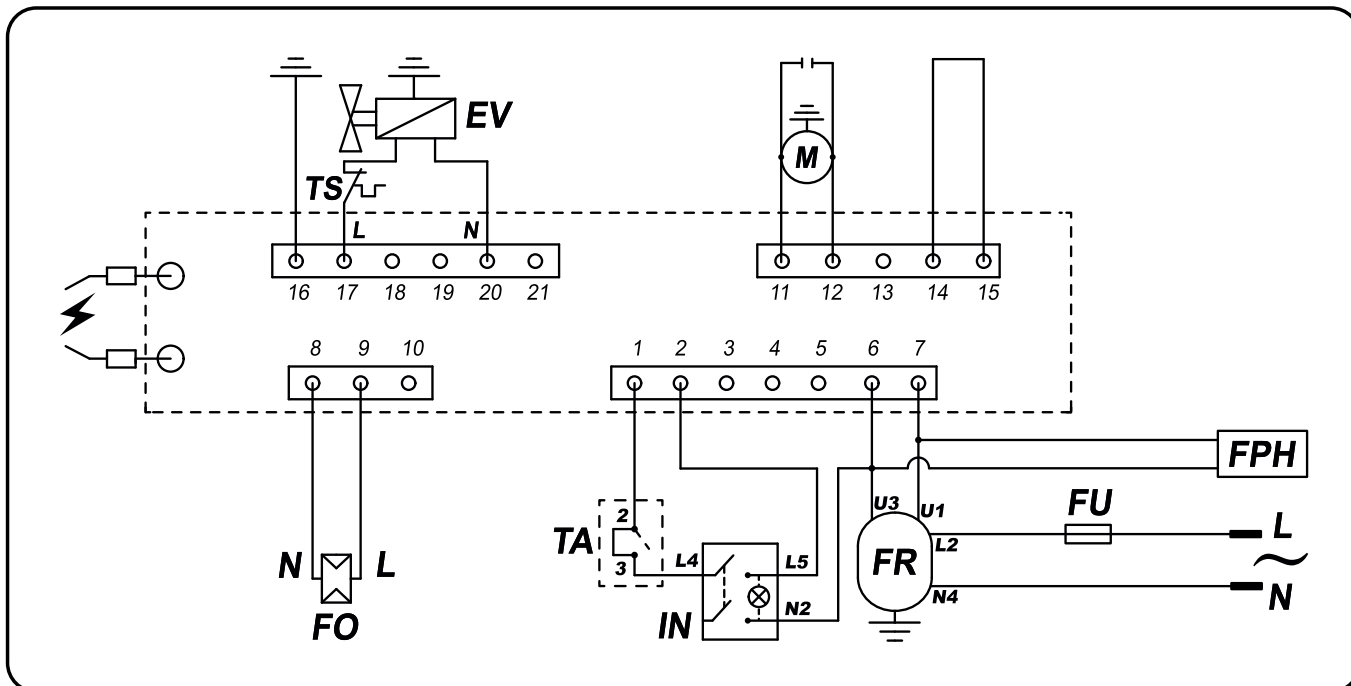 EV
M
TS
L N
16 17 18 19 20 21
11 12 13 14 15
8 9 10
1 2 3 4 5 6 7
FPH
U3 U1
FU
L
2
TA
L2
N L
3
L4
L5
FR
N4
N
FO
IN
N2